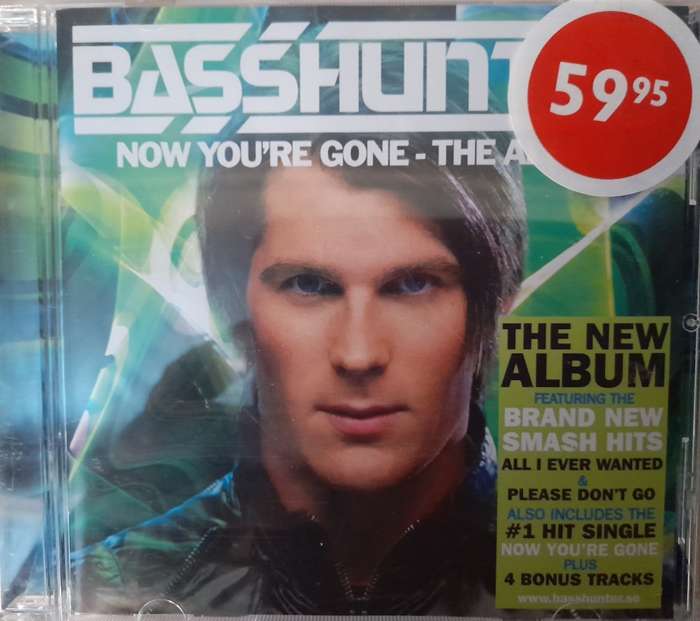 BASSHUNT
59 95
NOW YOU'RE GONE - THE A
THE NEW
ALBUM
FEATURING THE
BRAND NEW
SMASH HITS
ALL I EVER WANTED
&
PLEASE DON'T GO
ALSO INCLUDES THE
#1 HIT SINGLE
NOW YOU'RE GONE
PLUS
4 BONUS TRACKS
www.basshunter.se